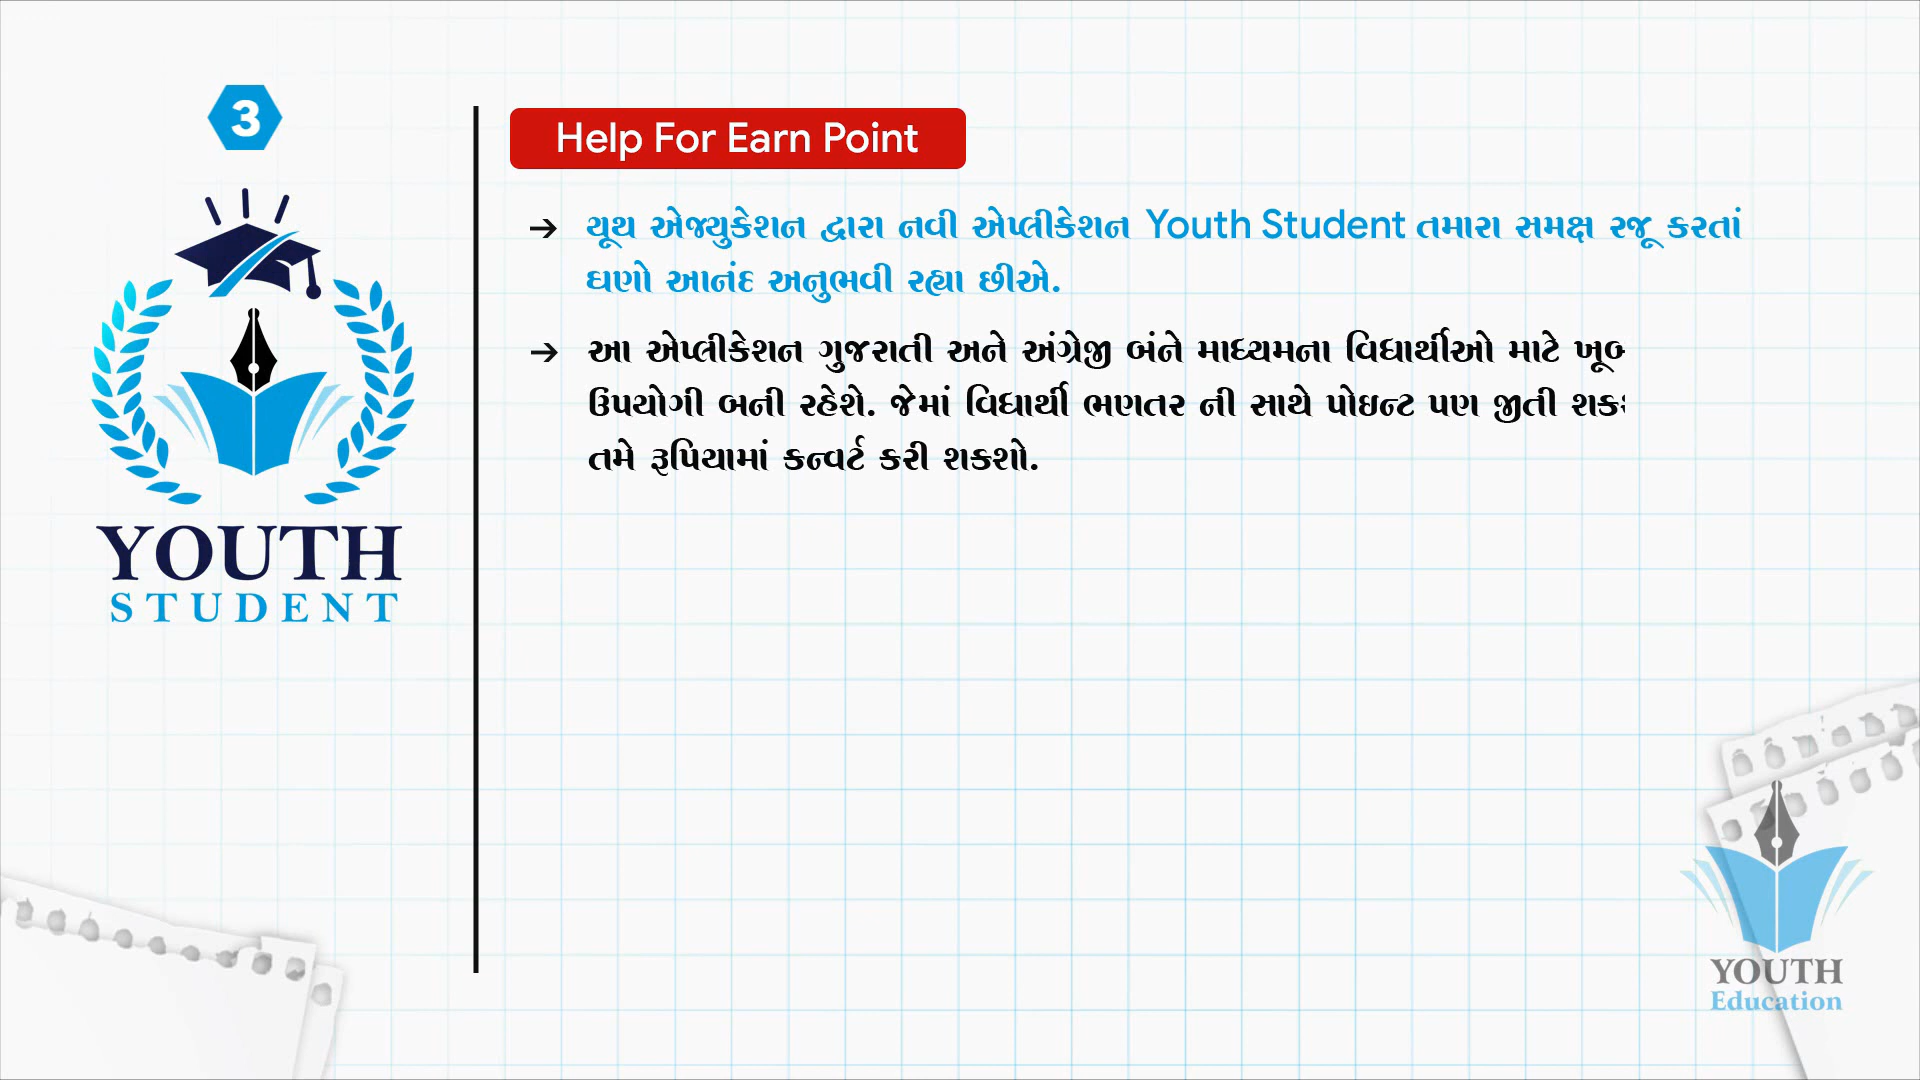 3
YOUTH
STUDENT
Help For Earn Point
→ યૂથ એજ્યુકેશન દ્વારા નવી એપ્લીકેશન Youth Student તમારા સમક્ષ રજૂ કરતાં
ઘણો આનંદ અનુભવી રહ્યા છીએ.
→ આ એપ્લીકેશન ગુજરાતી અને અંગ્રેજી બંને માધ્યમના વિધાર્થીઓ માટે
ઉપયોગી બની રહેશે. જેમાં વિધાર્થી ભણતર ની સાથે પોઇન્ટ પણ જીતી
તમે રૂપિયામાં કન્વર્ટ કરી શકશો.
YOUTH
Education